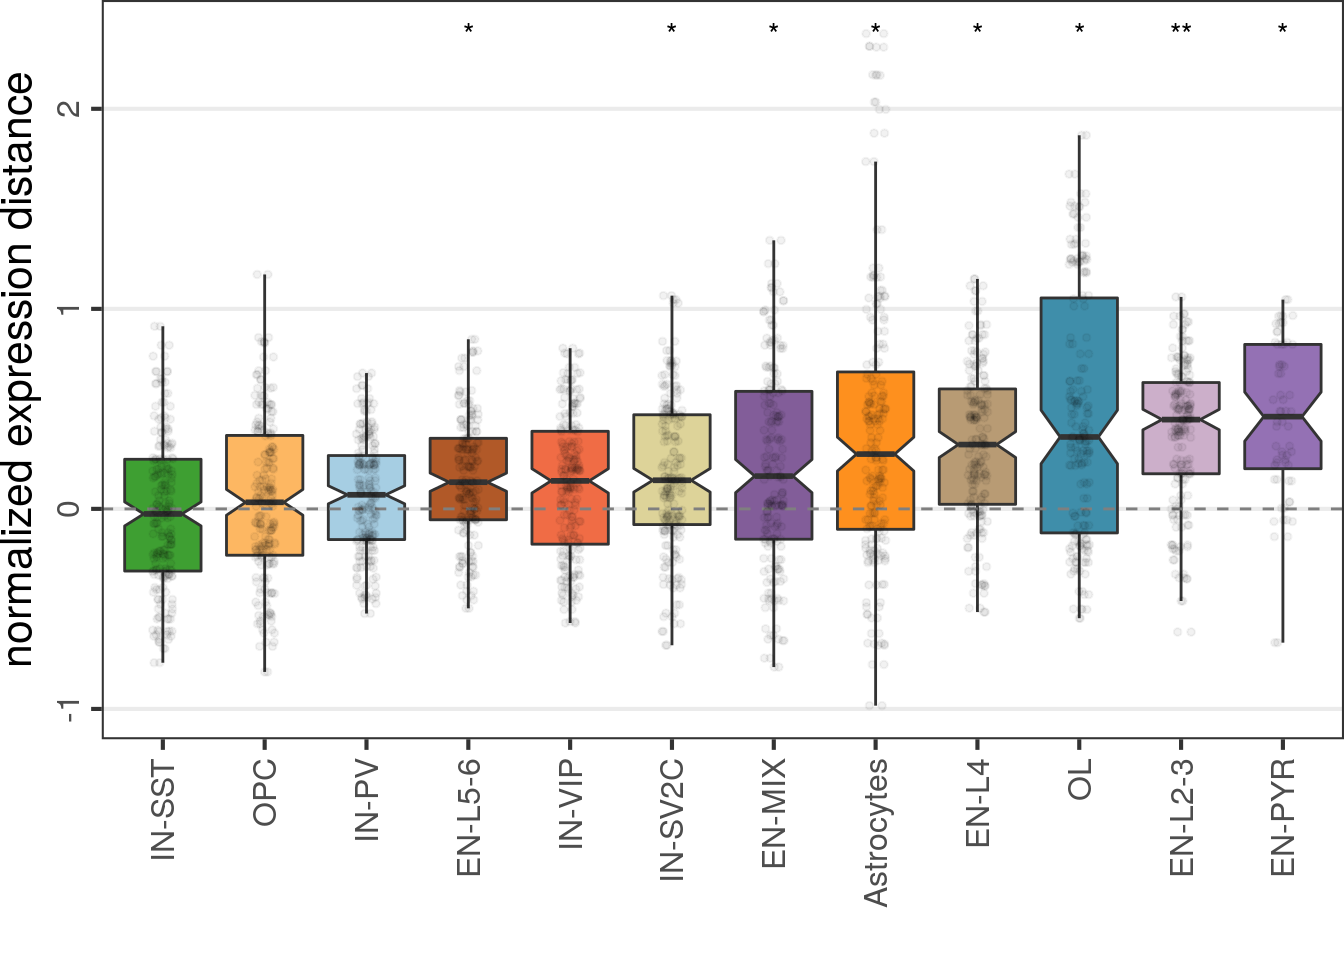 normalized expression distance
2
1
0
-1
* * * * * * ** *
IN-SST
OPC
IN-PV
EN-L5-6
IN-VIP
IN-SV2C
EN-MIX
Astrocytes
EN-L4
OL
EN-L2-3
EN-PYR